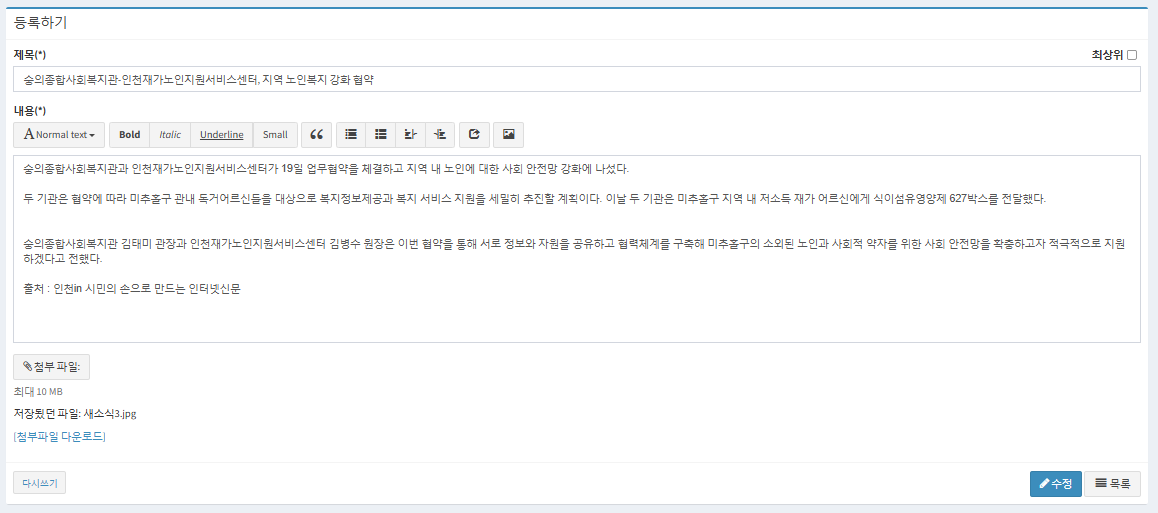 등록하기
제목(*)
최상위
숭의종합사회복지관-인천재가노인지원서비스센터, 지역 노인복지 강화 협약
내용(*)
A Normal text Bold Italic Underline Small
숭의종합사회복지관과 인천재가노인지원서비스센터가 19일 업무협약을 체결하고 지역 내 노인에 대한 사회 안전망 강화에 나섰다.
두 기관은 협약에 따라 미추홀구 관내 독거어르신들을 대상으로 복지정보제공과 복지 서비스 지원을 세밀히 추진할 계획이다. 이날 두 기관은 미추홀구 지역 내 저소득 재가 어르신에게 식이섬유영양제 627박스를 전달했다.
숭의종합사회복지관 김태미 관장과 인천재가노인지원서비스센터 김병수 원장은 이번 협약을 통해 서로 정보와 자원을 공유하고 협력체계를 구축해 미추홀구의 소외된 노인과 사회적 약자를 위한 사회 안전망을 확충하고자 적극적으로 지원
하겠다고 전했다.
출처 : 인천in 시민의 손으로 만드는 인터넷신문
첨부 파일:
최대 10 MB
저장됬던 파일: 새소식3.jpg
[첨부파일 다운로드]
다시쓰기
수정
목록